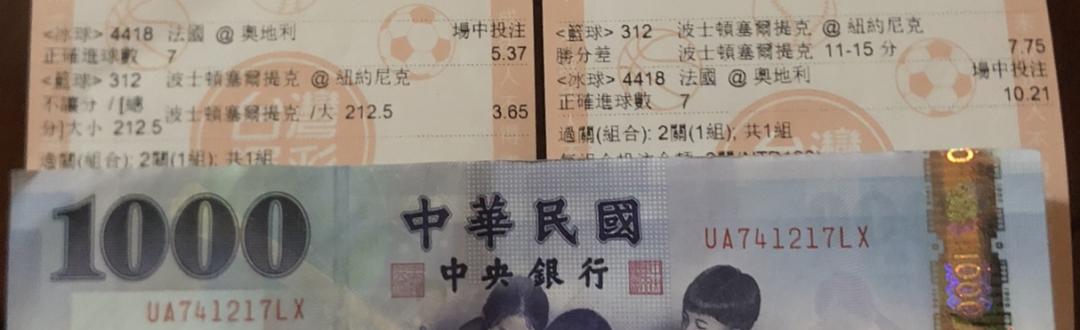 <冰球> 4418 法國 @ 奧地利 場中投注
正確進球數 7 5.37
<籃球> 312 波士頓塞爾提克 @ 紐約尼克
不讓分 /[總
分]大小 212.5 波士頓塞爾提克 /大 212.5 3.65
過關(組合): 2關(1組); 共1組
<籃球> 312 波士頓塞爾提克 @ 紐約尼克
勝分差 波士頓塞爾提克 11-15 分 7.75
<冰球> 4418 法國 @ 奧地利 場中投注
正確進球數 7 10.21
過關(組合): 2關(1組); 共1組
台灣
台灣
1000
中華民國
中央銀行
UA741217LX
UA741217LX
1000